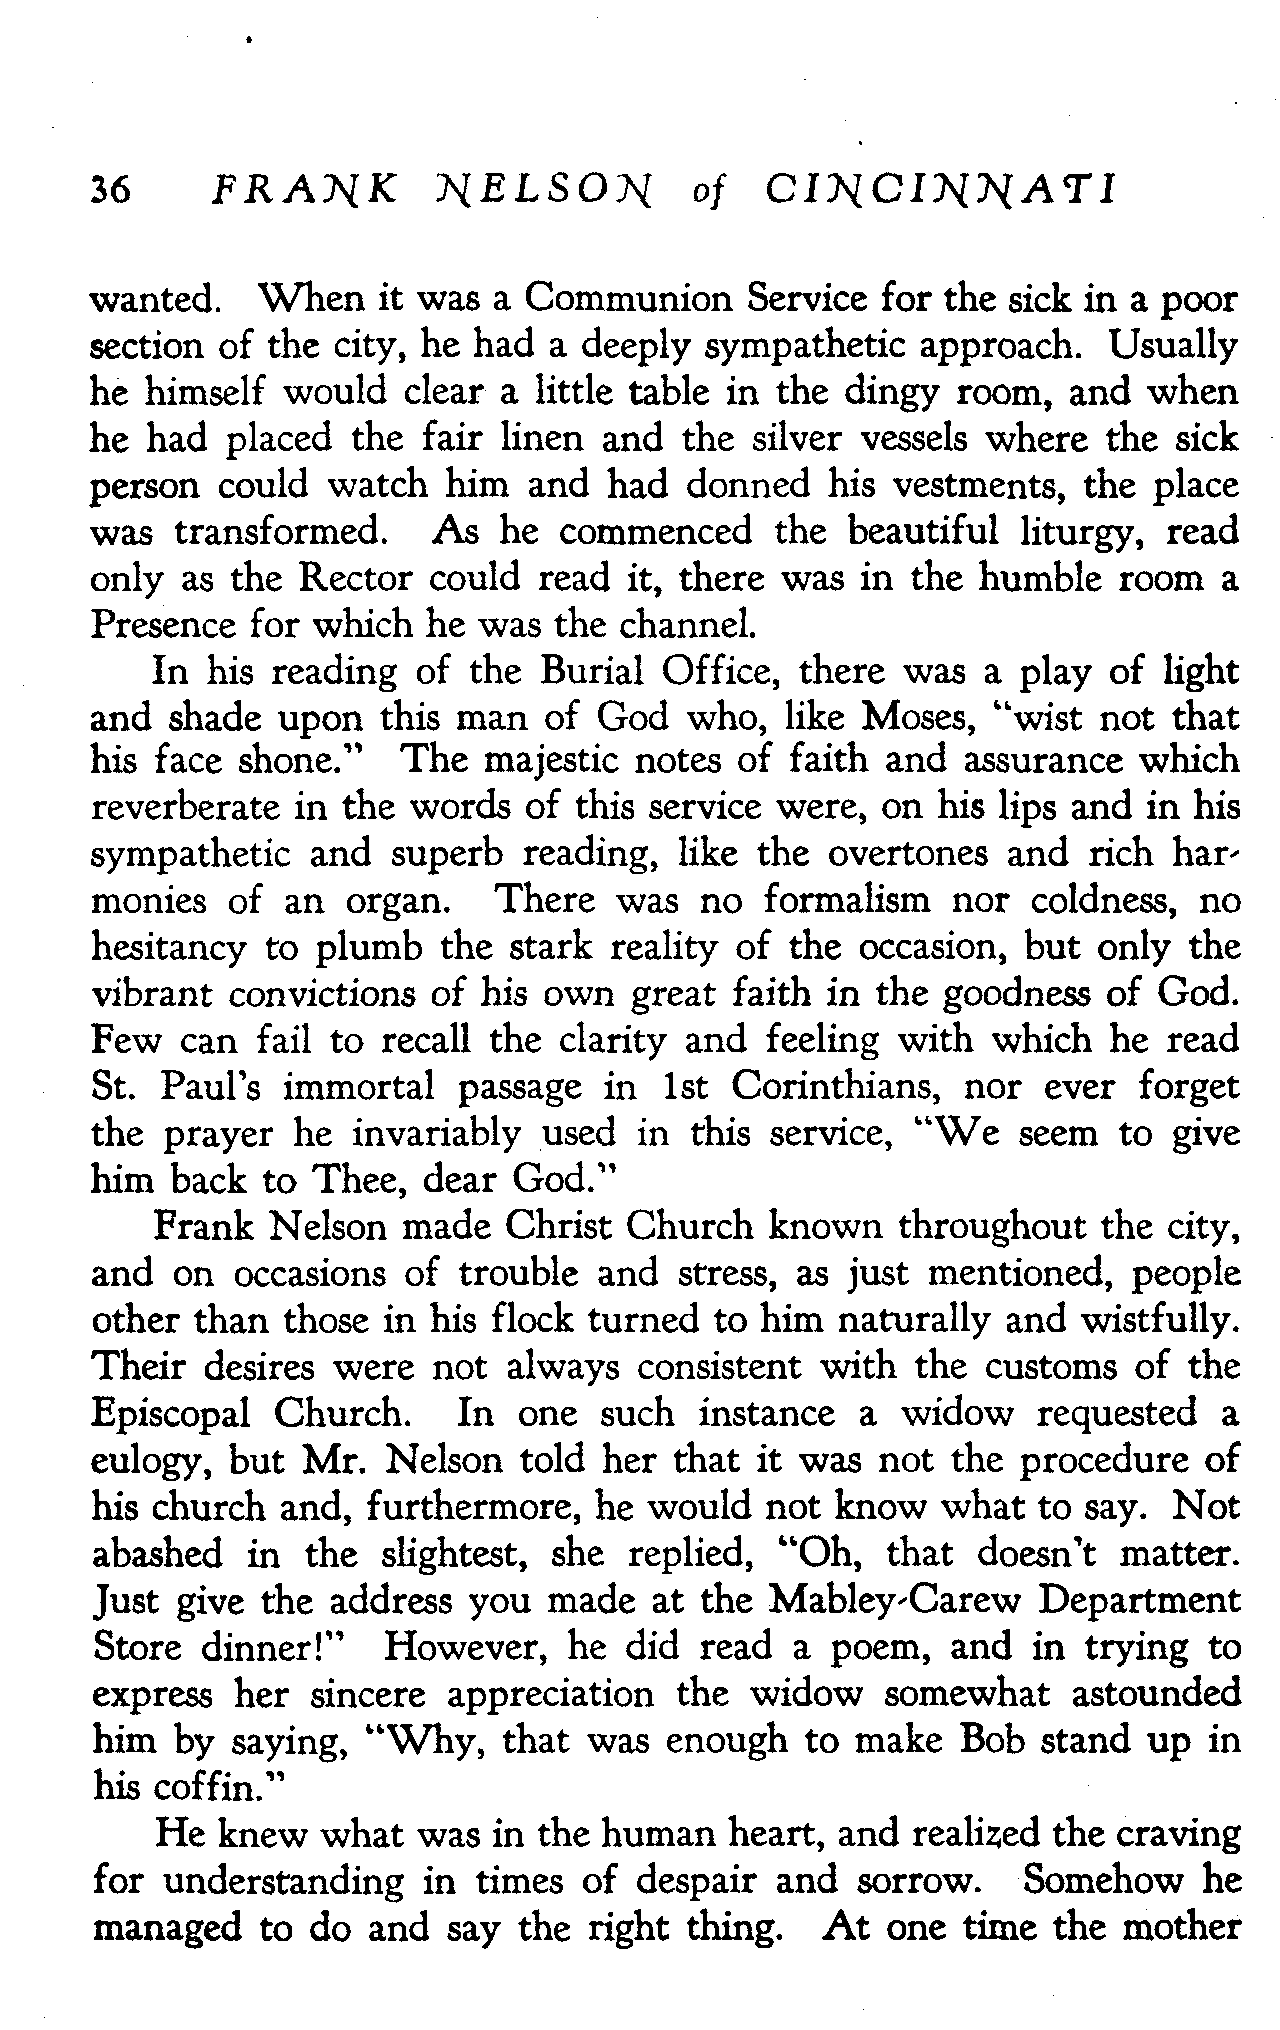 36 FRANK NELSON of CINCINNATI
wanted. When it was a Communion Service for the sick in a poor
section of the city, he had a deeply sympathetic approach. Usually
he himself would clear a little table in the dingy room, and when
he had placed the fair linen and the silver vessels where the sick
person could watch him and had donned his vestments, the place
was transformed. As he commenced the beautiful liturgy, read
only as the Rector could read it, there was in the humble room a
Presence for which he was the channel.
In his reading of the Burial Office, there was a play of light
and shade upon this man of God who, like Moses, “wist not that
his face shone.” The majestic notes of faith and assurance which
reverberate in the words of this service were, on his lips and in his
sympathetic and superb reading, like the overtones and rich har-
monies of an organ. There was no formalism nor coldness, no
hesitancy to plumb the stark reality of the occasion, but only the
vibrant convictions of his own great faith in the goodness of God.
Few can fail to recall the clarity and feeling with which he read
St. Paul's immortal passage in 1st Corinthians, nor ever forget
the prayer he invariably used in this service, “We seem to give
him back to Thee, dear God.”
Frank Nelson made Christ Church known throughout the city,
and on occasions of trouble and stress, as just mentioned, people
other than those in his flock turned to him naturally and wistfully.
Their desires were not always consistent with the customs of the
Episcopal Church. In one such instance a widow requested a
eulogy, but Mr. Nelson told her that it was not the procedure of
his church and, furthermore, he would not know what to say. Not
abashed in the slightest, she replied, “Oh, that doesn't matter.
Just give the address you made at the Mabley-Carew Department
Store dinner!” However, he did read a poem, and in trying to
express her sincere appreciation the widow somewhat astounded
him by saying, “Why, that was enough to make Bob stand up in
his coffin.”
He knew what was in the human heart, and realized the craving
for understanding in times of despair and sorrow. Somehow he
managed to do and say the right thing. At one time the mother